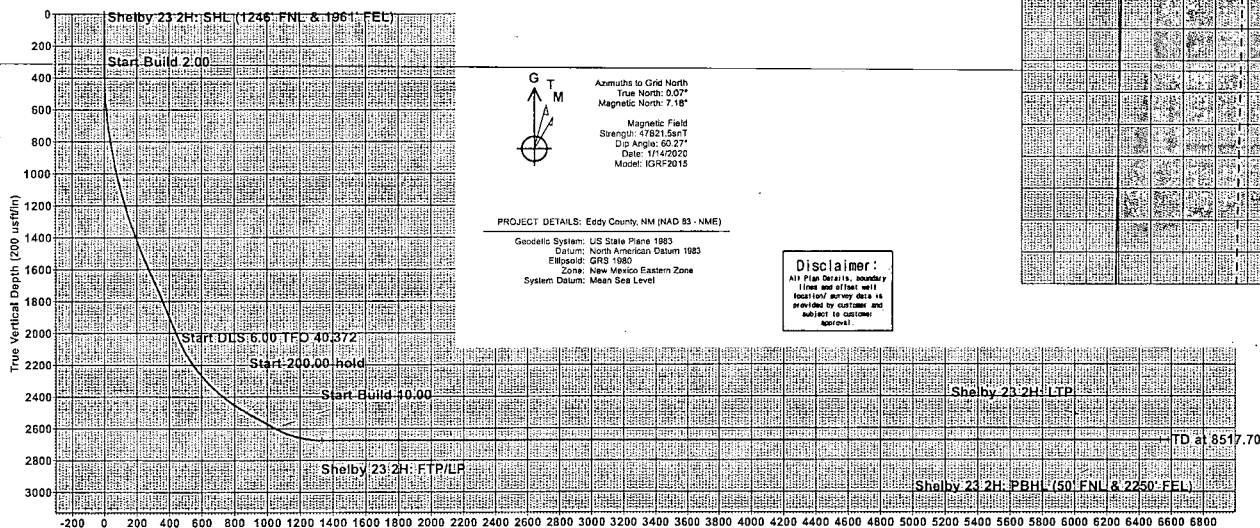 Shelby 23 2H: SHL (1246' FNL & 1961' FEL)
Start Build 2.00
Start DLS 6.00 TFO 40.372
Start 200.00 hold
Start Build 10.00
Shelby 23 2H: FTP/LP
Shelby 23 2H: LTP
TD at 8517.70
Shelby 23 2H: PBHL (50' FNL & 2250' FEL)
True Vertical Depth (200 usft/in)
0
200
400
600
800
1000
1200
1400
1600
1800
2000
2200
2400
2600
2800
3000
-200 0 200 400 600 800 1000 1200 1400 1600 1800 2000 2200 2400 2600 2800 3000 3200 3400 3600 3800 4000 4200 4400 4600 4800 5000 5200 5400 5600 5800 6000 6200 6400 6600 6800
G
T
M
Azimuths to Grid North
True North: 0.07°
Magnetic North: 7.18°
Magnetic Field
Strength: 47821.5snT
Dip Angle: 60.27°
Date: 1/14/2020
Model: IGRF2015
PROJECT DETAILS: Eddy County, NM (NAD 83 - NME)
Geodetic System: US State Plane 1983
Datum: North American Datum 1983
Ellipsoid: GRS 1980
Zone: New Mexico Eastern Zone
System Datum: Mean Sea Level
Disclaimer:
All Plan Details, boundary
lines and offset well
location/ survey data is
provided by customer and
subject to customer
approval.